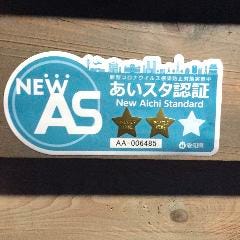 新型コロナウイルス感染防止対策実施中
NEW
AS
あいスタ認証
New Aichi Standard
AA-006485
愛知県